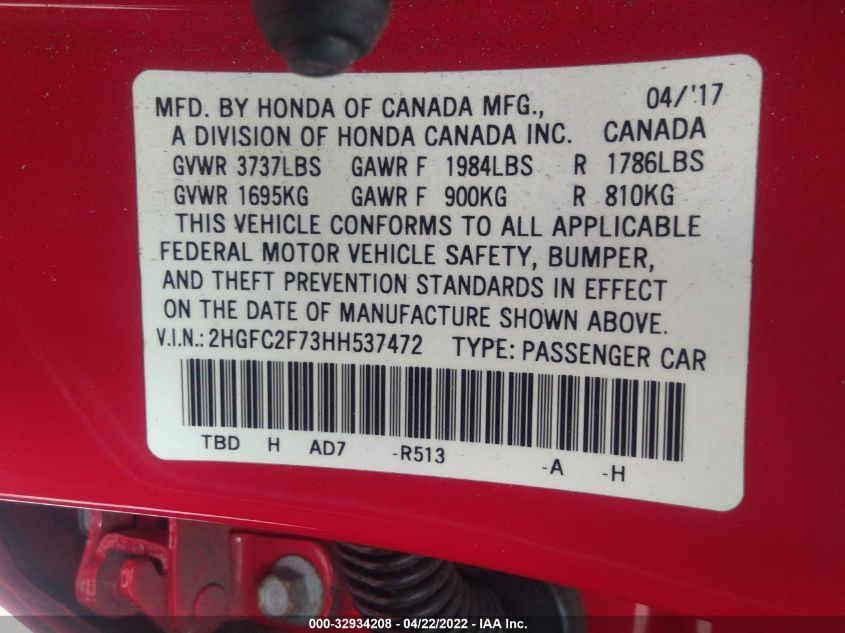 MFD. BY HONDA OF CANADA MFG., 04/'17
A DIVISION OF HONDA CANADA INC. CANADA
GVWR 3737LBS GAWR F 1984LBS R 1786LBS
GVWR 1695KG GAWR F 900KG R 810KG
THIS VEHICLE CONFORMS TO ALL APPLICABLE
FEDERAL MOTOR VEHICLE SAFETY, BUMPER,
AND THEFT PREVENTION STANDARDS IN EFFECT
ON THE DATE OF MANUFACTURE SHOWN ABOVE.
V.I.N.: 2HGFC2F73HH537472 TYPE: PASSENGER CAR
TBD H AD7 -R513 -A -H
000-32934208 - 04/22/2022 - IAA Inc.